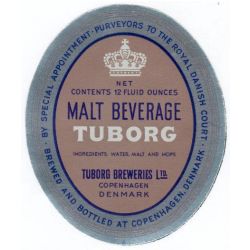 · BY SPECIAL APPOINTMENT · PURVEYORS TO THE ROYAL DANISH COURT ·
NET
CONTENTS 12 FLUID OUNCES
MALT BEVERAGE
TUBORG
INGREDIENTS: WATER, MALT AND HOPS
TUBORG BREWERIES LTD.
COPENHAGEN
DENMARK
BREWED AND BOTTLED AT COPENHAGEN, DENMARK